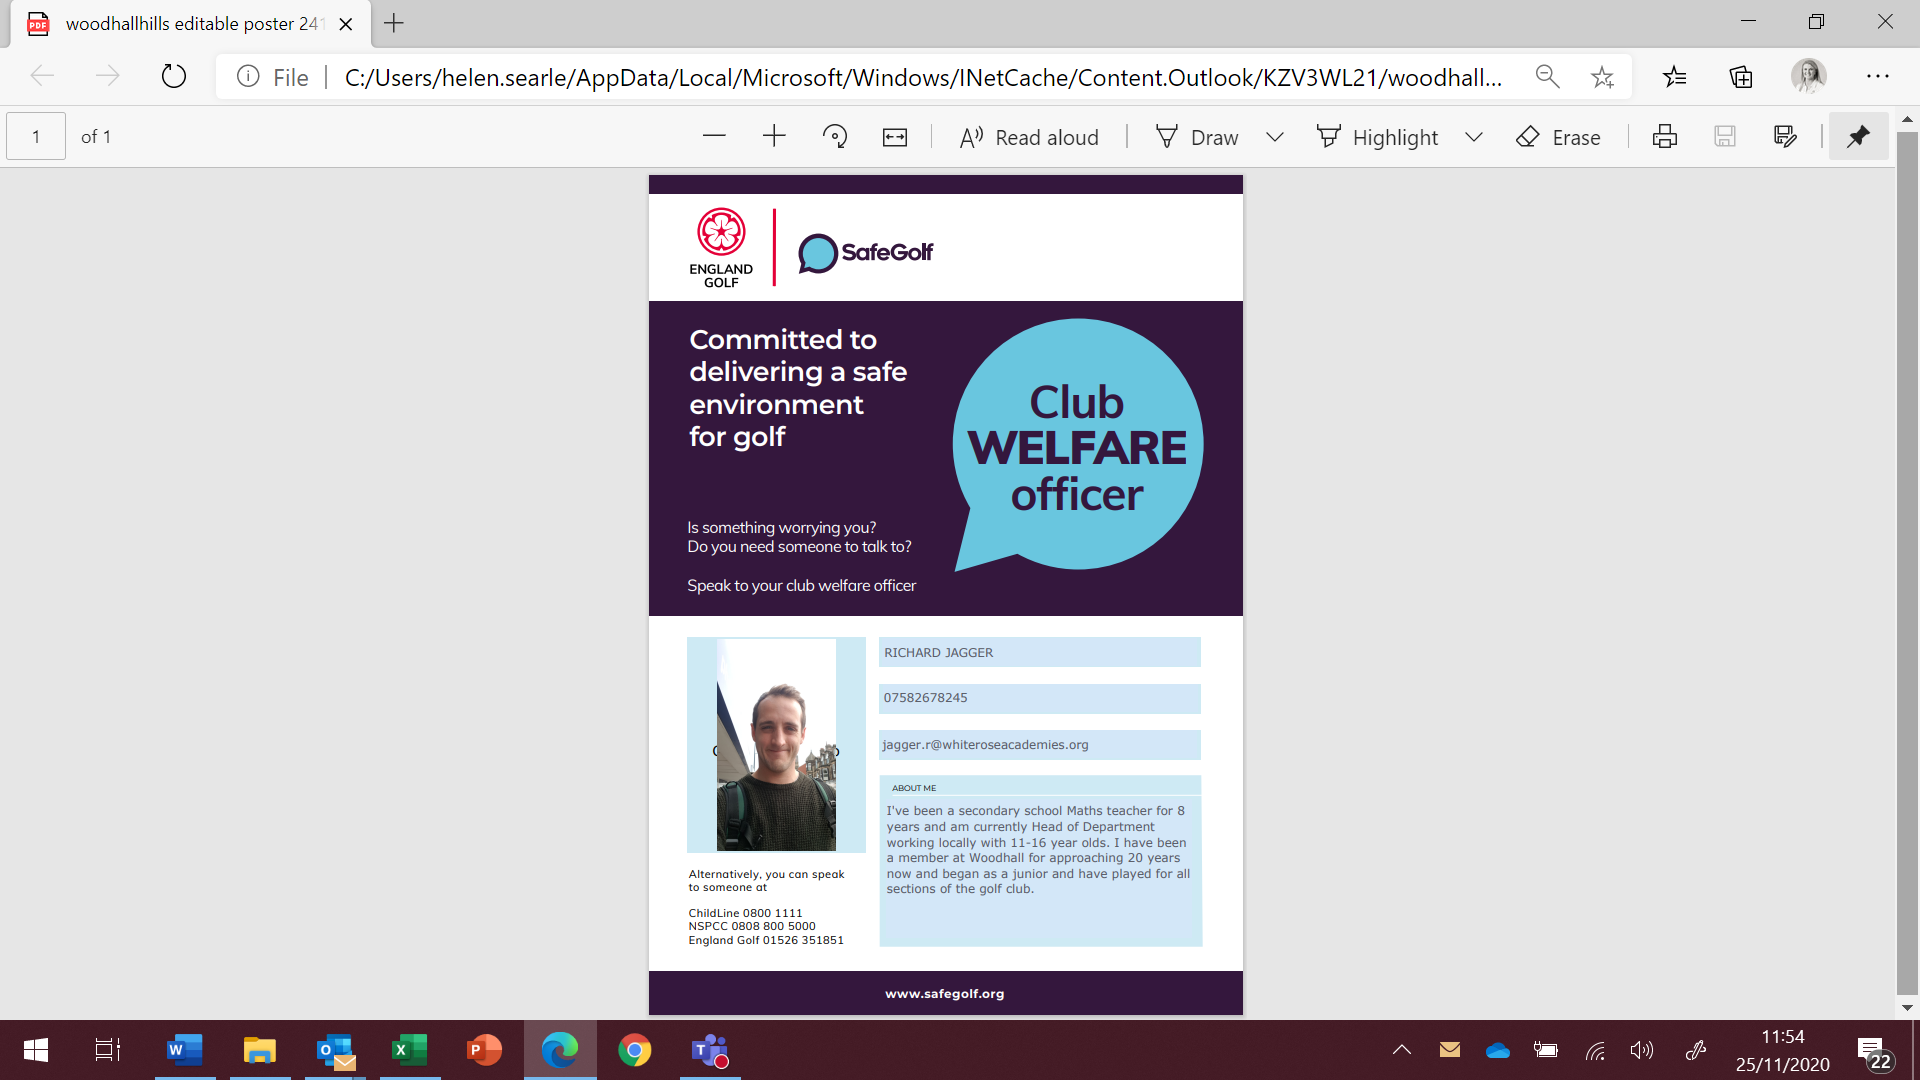 woodhallhills editable poster 241
File
C:/Users/helen.searle/AppData/Local/Microsoft/Windows/INetCache/Content.Outlook/KZV3WL21/woodhall...
1 of 1
Read aloud
Draw
Highlight
Erase
ENGLAND
GOLF
SafeGolf
Committed to
delivering a safe
environment
for golf
Club
WELFARE
officer
Is something worrying you?
Do you need someone to talk to?
Speak to your club welfare officer
RICHARD JAGGER
07582678245
jagger.r@whiteroseacademies.org
ABOUT ME
I've been a secondary school Maths teacher for 8
years and am currently Head of Department
working locally with 11-16 year olds. I have been
a member at Woodhall for approaching 20 years
now and began as a junior and have played for all
sections of the golf club.
Alternatively, you can speak
to someone at
ChildLine 0800 1111
NSPCC 0808 800 5000
England Golf 01526 351851
www.safegolf.org
11:54
25/11/2020
22